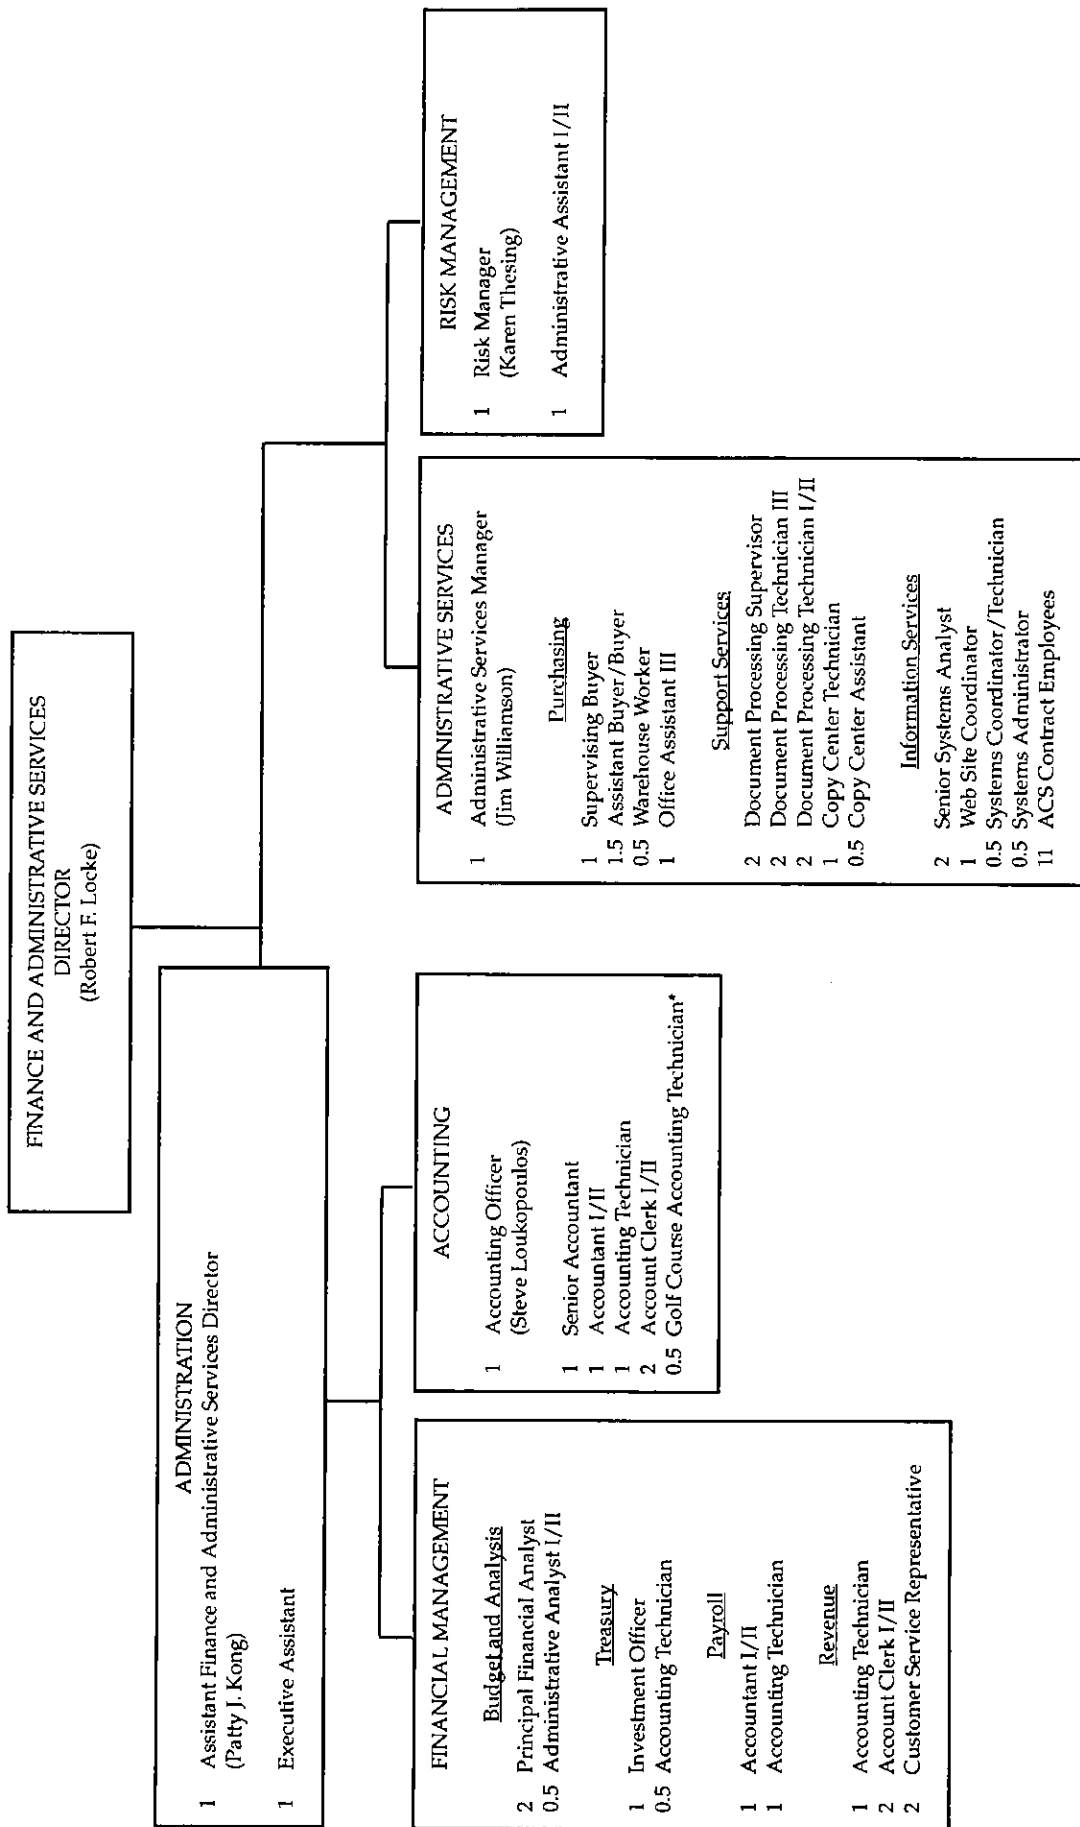 FINANCE AND ADMINISTRATIVE SERVICES
DIRECTOR
(Robert F. Locke)
ADMINISTRATION
1 Assistant Finance and Administrative Services Director
(Patty J. Kong)
1 Executive Assistant
FINANCIAL MANAGEMENT
Budget and Analysis
2 Principal Financial Analyst
0.5 Administrative Analyst I/II
Treasury
1 Investment Officer
0.5 Accounting Technician
Payroll
1 Accountant I/II
1 Accounting Technician
Revenue
1 Accounting Technician
2 Account Clerk I/II
2 Customer Service Representative
ACCOUNTING
1 Accounting Officer
(Steve Loukopoulos)
1 Senior Accountant
1 Accountant I/II
1 Accounting Technician
2 Account Clerk I/II
0.5 Golf Course Accounting Technician*
ADMINISTRATIVE SERVICES
1 Administrative Services Manager
(Jim Williamson)
Purchasing
1 Supervising Buyer
1.5 Assistant Buyer/Buyer
0.5 Warehouse Worker
1 Office Assistant III
Support Services
2 Document Processing Supervisor
2 Document Processing Technician III
2 Document Processing Technician I/II
1 Copy Center Technician
0.5 Copy Center Assistant
Information Services
2 Senior Systems Analyst
1 Web Site Coordinator
0.5 Systems Coordinator/Technician
0.5 Systems Administrator
11 ACS Contract Employees
RISK MANAGEMENT
1 Risk Manager
(Karen Thesing)
1 Administrative Assistant I/II